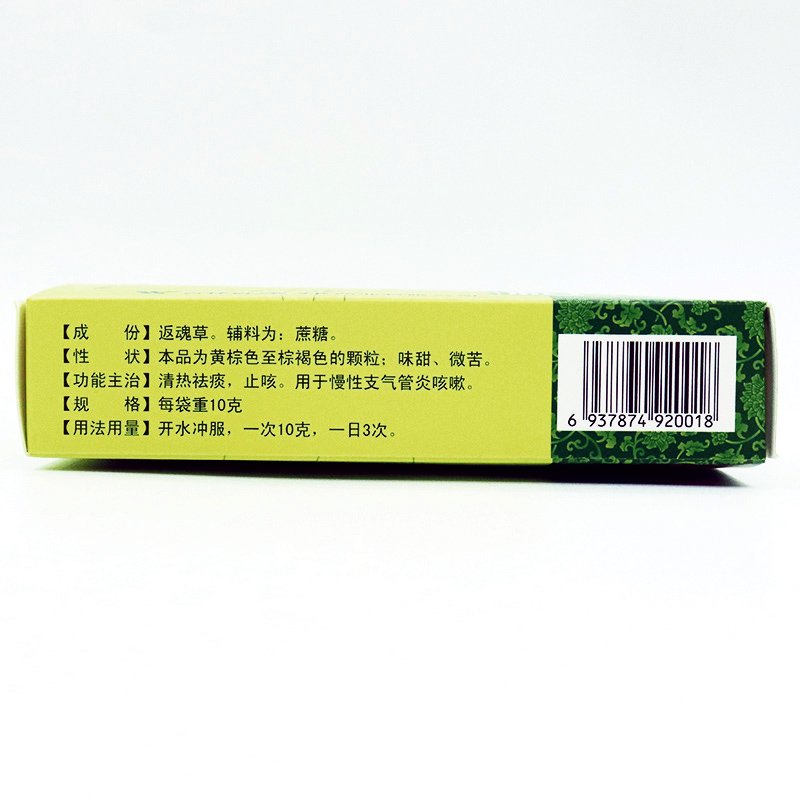 【成 份】返魂草。辅料为：蔗糖。
【性 状】本品为黄棕色至棕褐色的颗粒；味甜、微苦。
【功能主治】清热祛痰，止咳。用于慢性支气管炎咳嗽。
【规 格】每袋重10克
【用法用量】开水冲服，一次10克，一日3次。
6 937874 920018